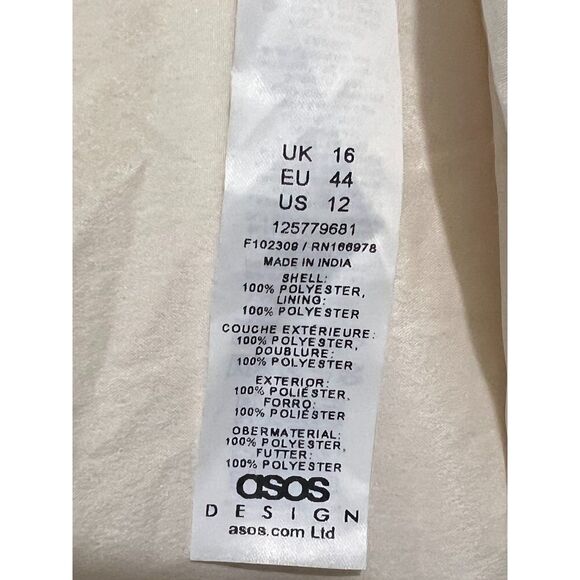 UK 16
EU 44
US 12
125779681
F102309 / RN166978
MADE IN INDIA
SHELL:
100% POLYESTER,
LINING:
100% POLYESTER
COUCHE EXTÉRIEURE:
100% POLYESTER,
DOUBLURE:
100% POLYESTER
EXTERIOR:
100% POLIÉSTER,
FORRO:
100% POLIÉSTER
OBERMATERIAL:
100% POLYESTER,
FUTTER:
100% POLYESTER
asos
DESIGN
asos.com Ltd